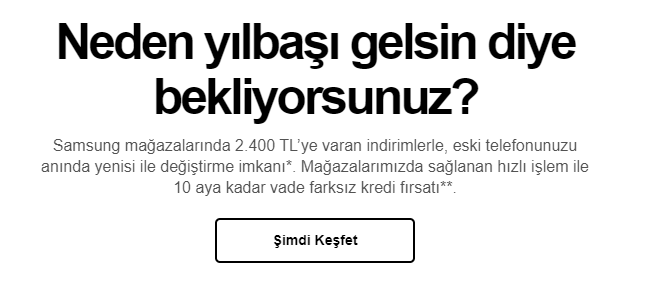 Neden yılbaşı gelsin diye
bekliyorsunuz?
Samsung mağazalarında 2.400 TL'ye varan indirimlerle, eski telefonunuzu
anında yenisi ile değiştirme imkanı*. Mağazalarımızda sağlanan hızlı işlem ile
10 aya kadar vade farksız kredi fırsatı**.
Şimdi Keşfet